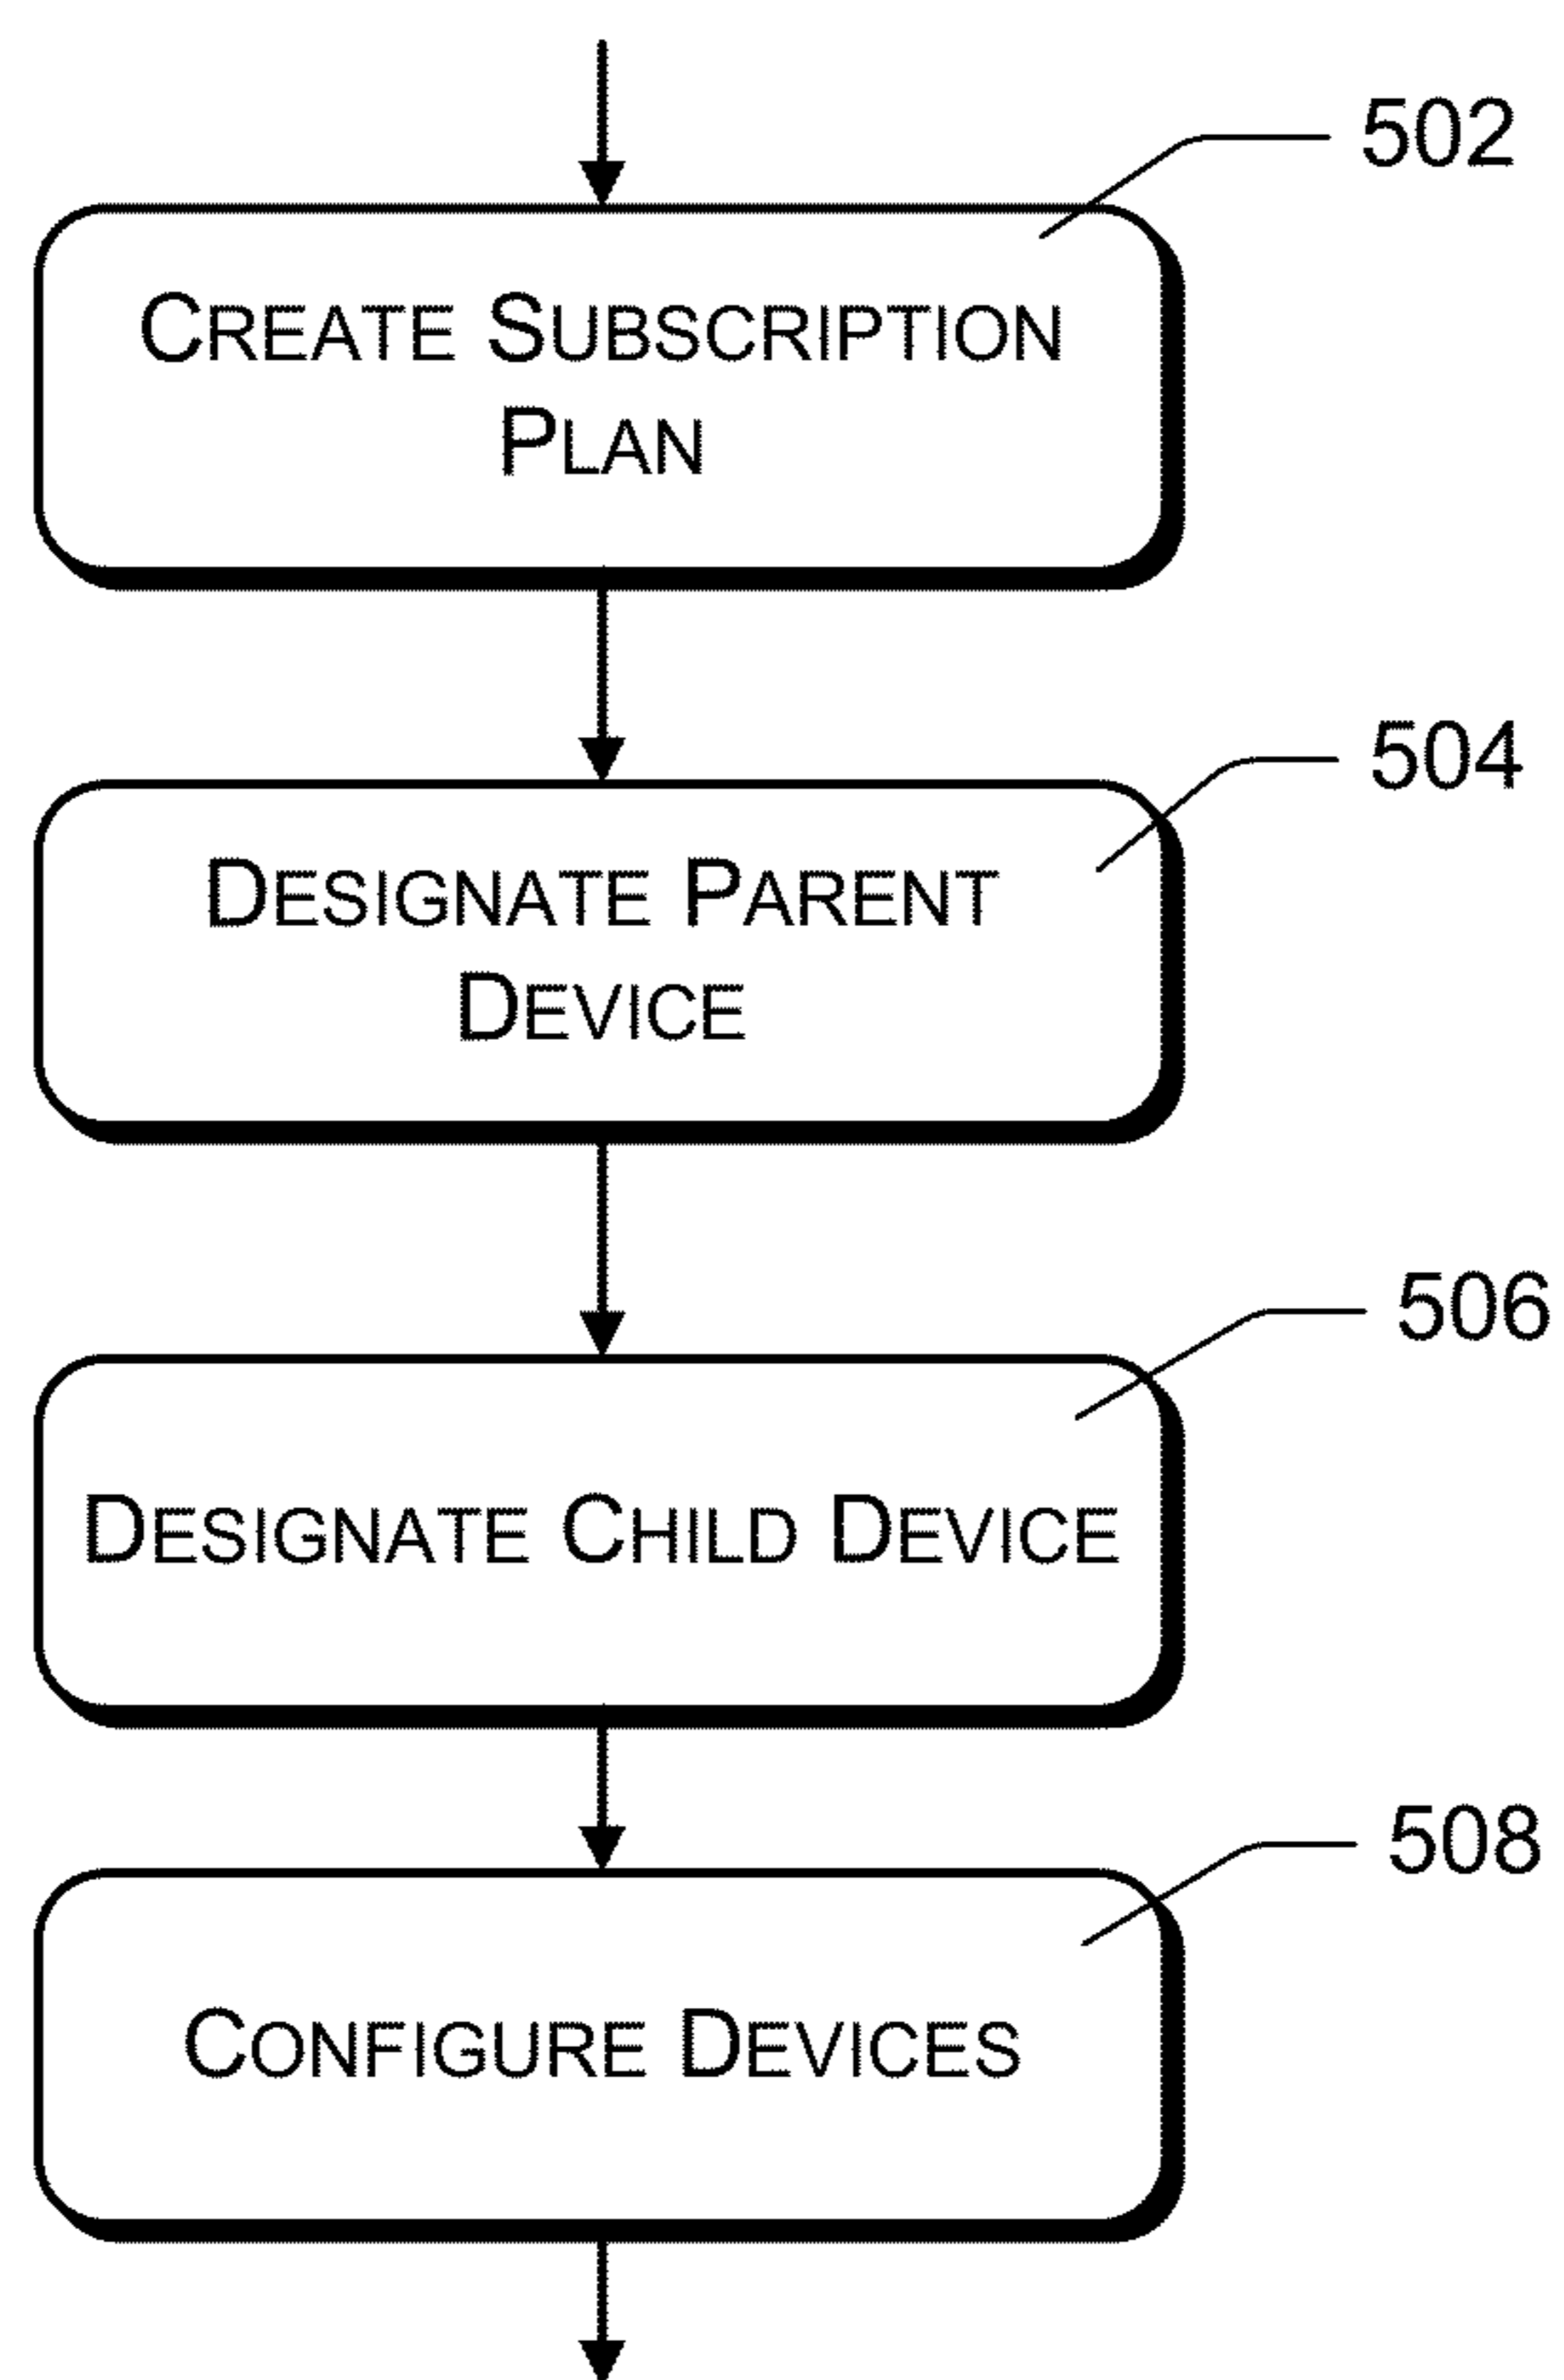 502
CREATE SUBSCRIPTION
PLAN
504
DESIGNATE PARENT
DEVICE
506
DESIGNATE CHILD DEVICE
508
CONFIGURE DEVICES